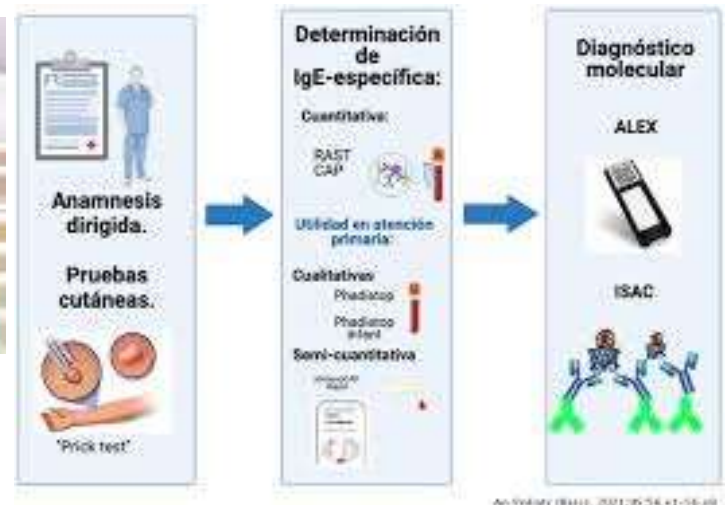 Anamnesis
dirigida.
Pruebas
cutáneas.
"Prick test"
Determinación
de
IgE-específica:
Cuantitativa:
RAST
CAP
Utilidad en atención
primaria:
Cualitativas
Phadiatop
Phadiatop
infant
Semi-cuantitativa
Diagnóstico
molecular
ALEX
ISAC